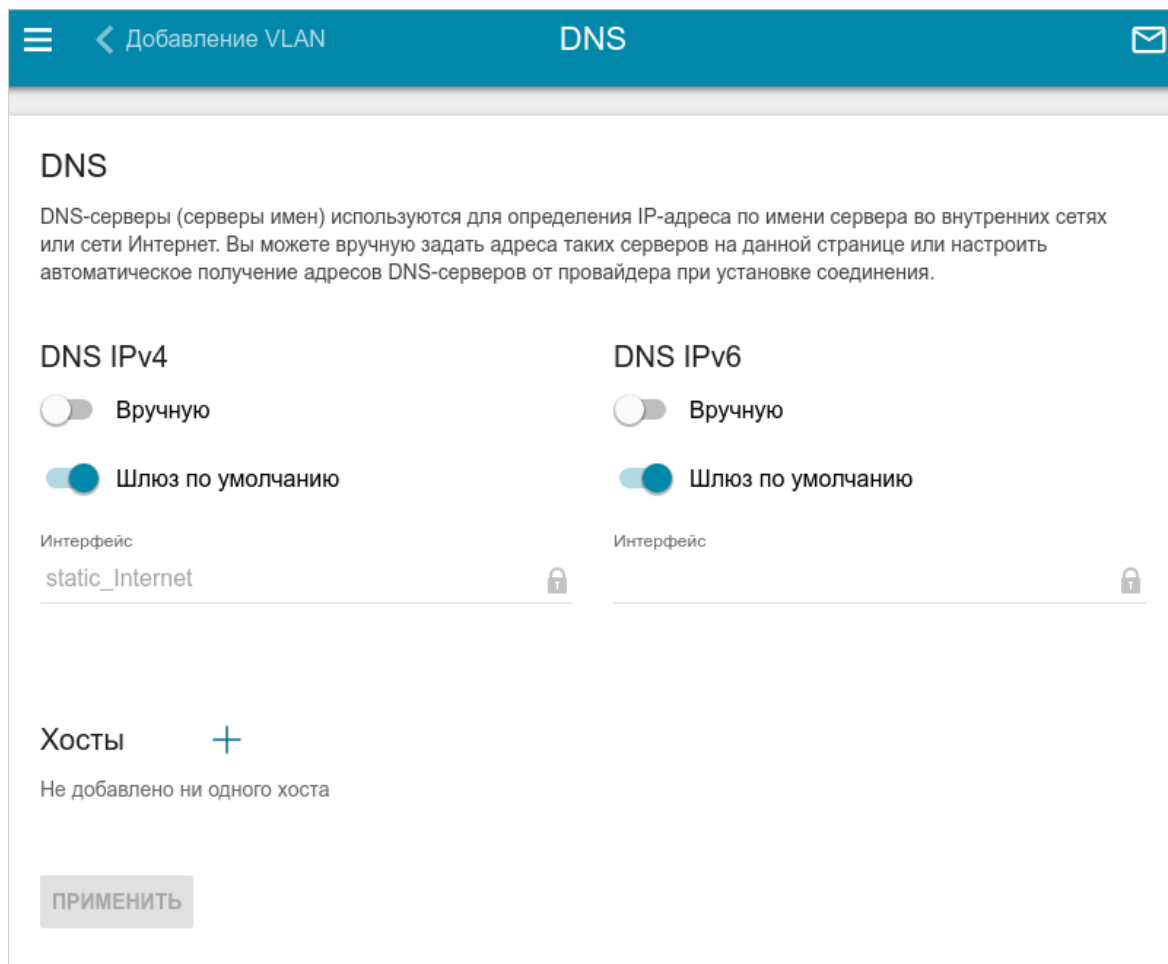 Добавление VLAN
DNS
DNS
DNS-серверы (серверы имен) используются для определения IP-адреса по имени сервера во внутренних сетях
или сети Интернет. Вы можете вручную задать адреса таких серверов на данной странице или настроить
автоматическое получение адресов DNS-серверов от провайдера при установке соединения.
DNS IPv4
Вручную
Шлюз по умолчанию
Интерфейс
static_Internet
DNS IPv6
Вручную
Шлюз по умолчанию
Интерфейс
Хосты
Не добавлено ни одного хоста
ПРИМЕНИТЬ